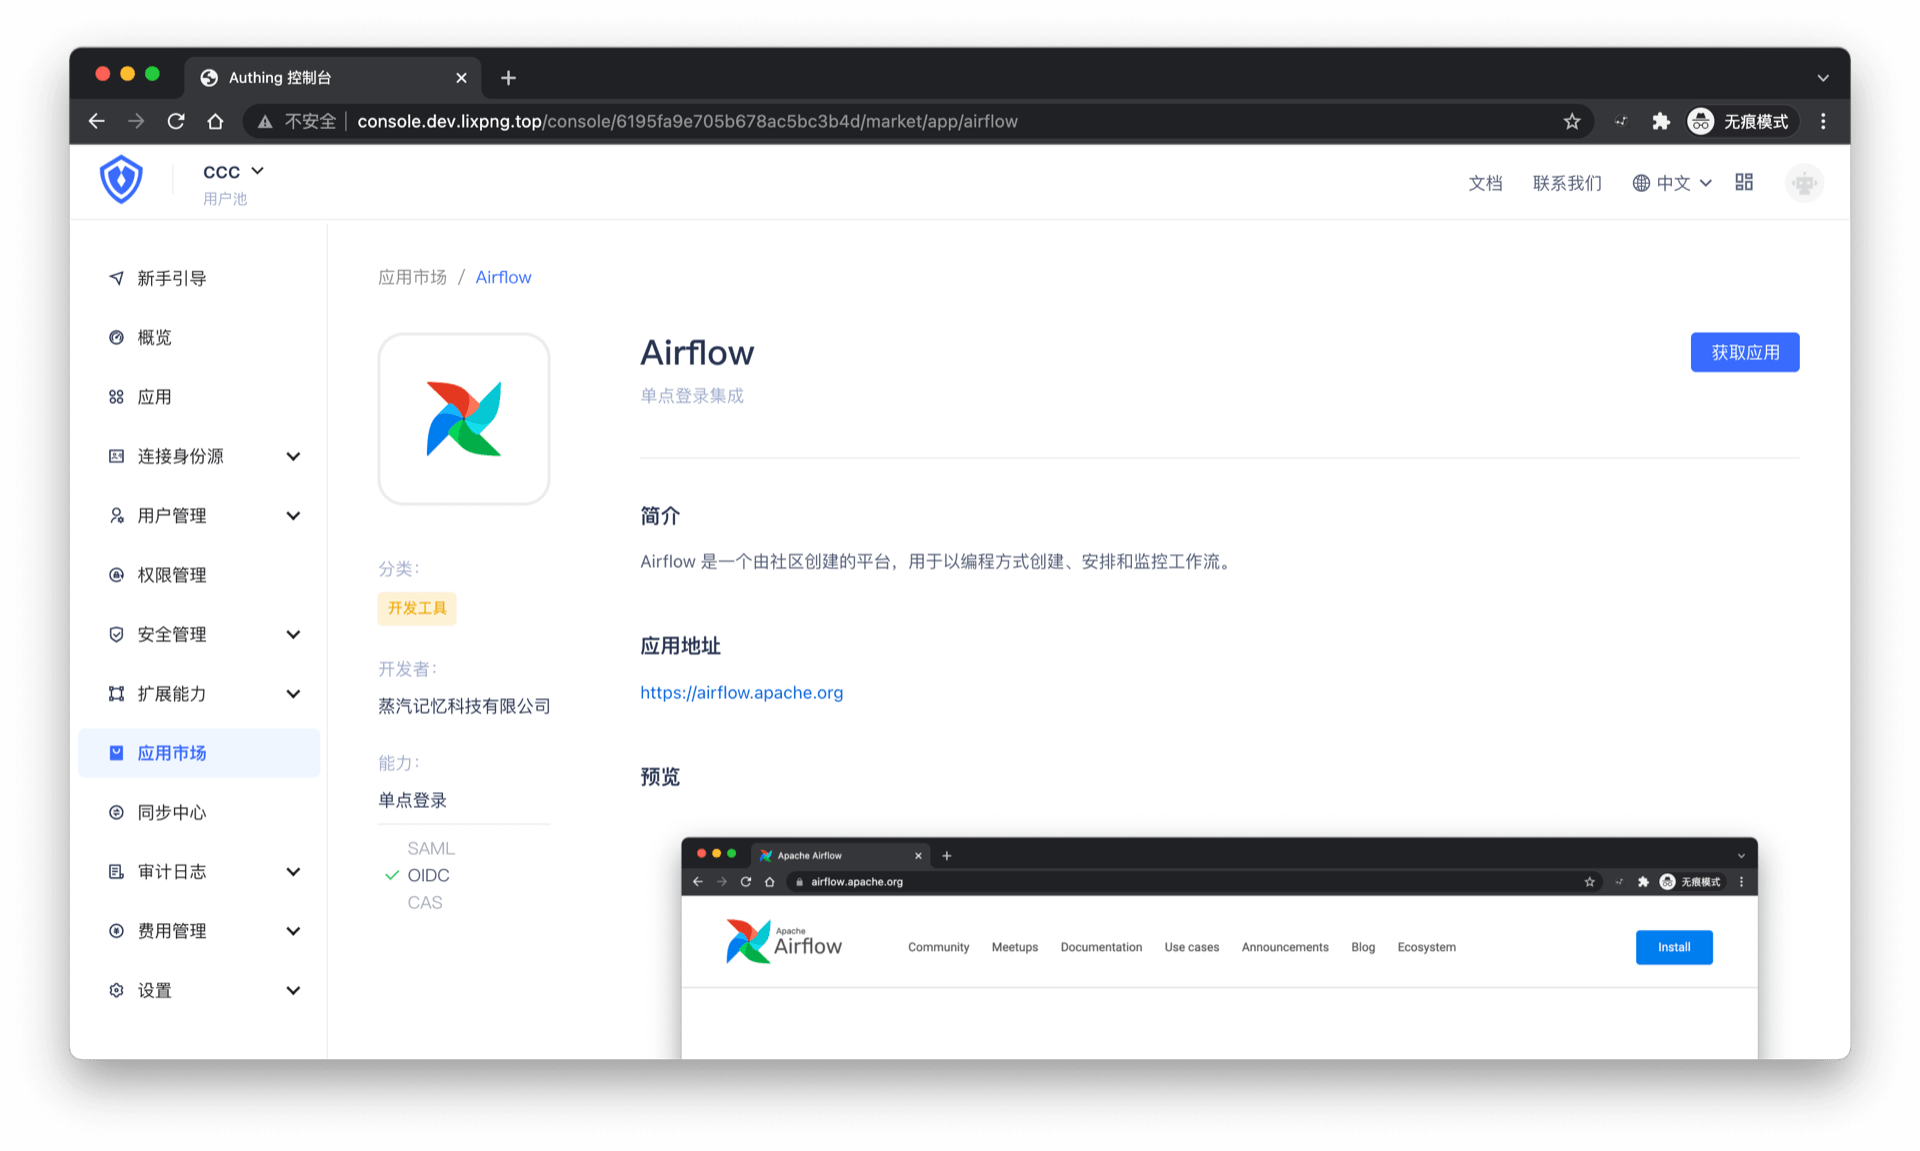 Authing 控制台
不安全 console.dev.lixpng.top/console/6195fa9e705b678ac5bc3b4d/market/app/airflow
无痕模式
CCC
用户池
文档 联系我们 中文
新手引导
概览
应用
连接身份源
用户管理
权限管理
安全管理
扩展能力
应用市场
同步中心
审计日志
费用管理
设置
应用市场 / Airflow
分类：
开发工具
开发者：
蒸汽记忆科技有限公司
能力：
单点登录
SAML
OIDC
CAS
Airflow
获取应用
单点登录集成
简介
Airflow 是一个由社区创建的平台，用于以编程方式创建、安排和监控工作流。
应用地址
https://airflow.apache.org
预览
Apache Airflow
airflow.apache.org
无痕模式
Apache
Airflow
Community Meetups Documentation Use cases Announcements Blog Ecosystem
Install